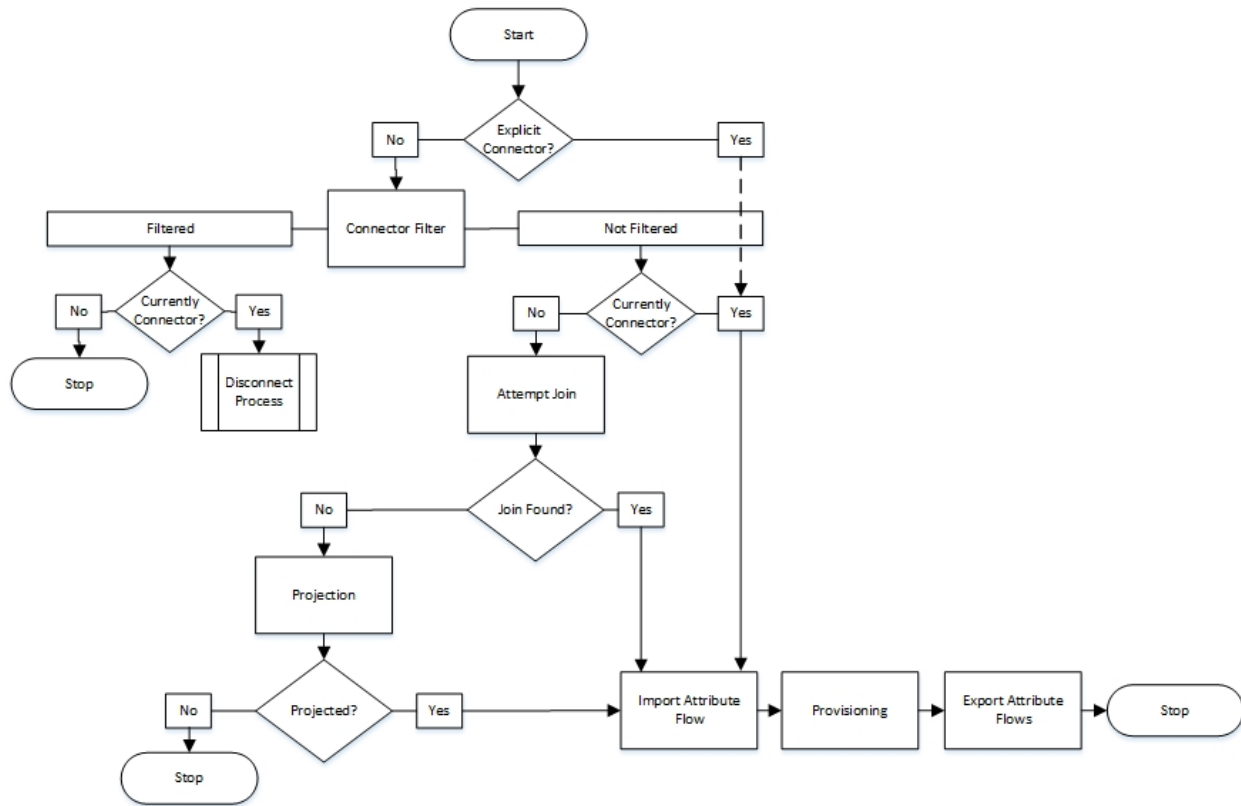 Start
Explicit
Connector?
No
Yes
Connector Filter
Filtered
Not Filtered
Currently
Connector?
No
Yes
Currently
Connector?
No
Yes
Stop
Disconnect
Process
Attempt Join
Join Found?
No
Yes
Projection
Projected?
No
Yes
Import Attribute
Flow
Provisioning
Export Attribute
Flows
Stop
Stop